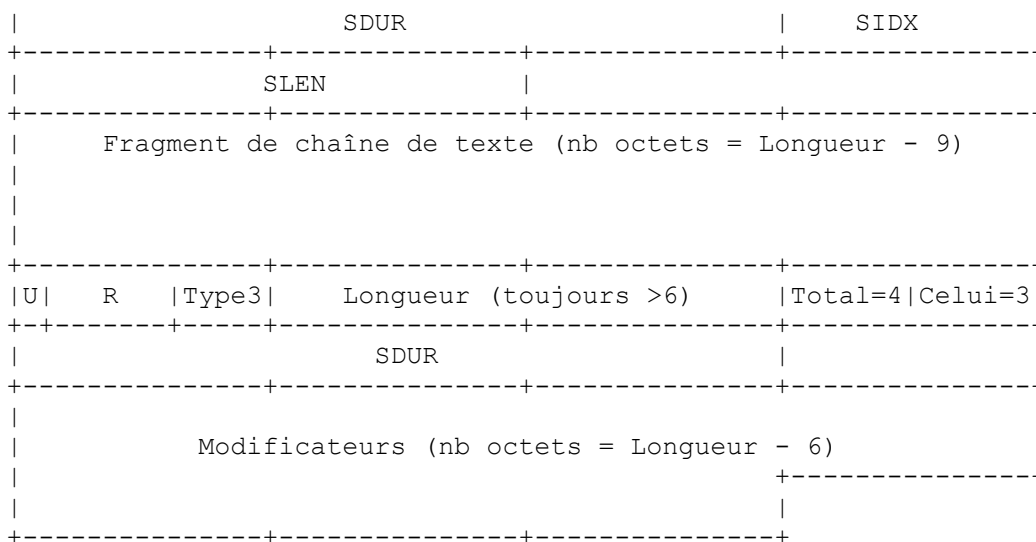 |                    SDUR                       |    SIDX
+---------------+---------------+---------------+---------------
|               SLEN            |
+---------------+---------------+---------------+---------------
|     Fragment de chaîne de texte (nb octets = Longueur - 9)
|
|
|
+---------------+---------------+---------------+---------------
|U|   R   |Type3|    Longueur (toujours >6)     |Total=4|Celui=3
+-+-------+-----+---------------+---------------+---------------
|                      SDUR                     |
+---------------+---------------+---------------+---------------
|
|           Modificateurs (nb octets = Longueur - 6)
|                                               +---------------
|                                               |
+---------------+---------------+---------------+